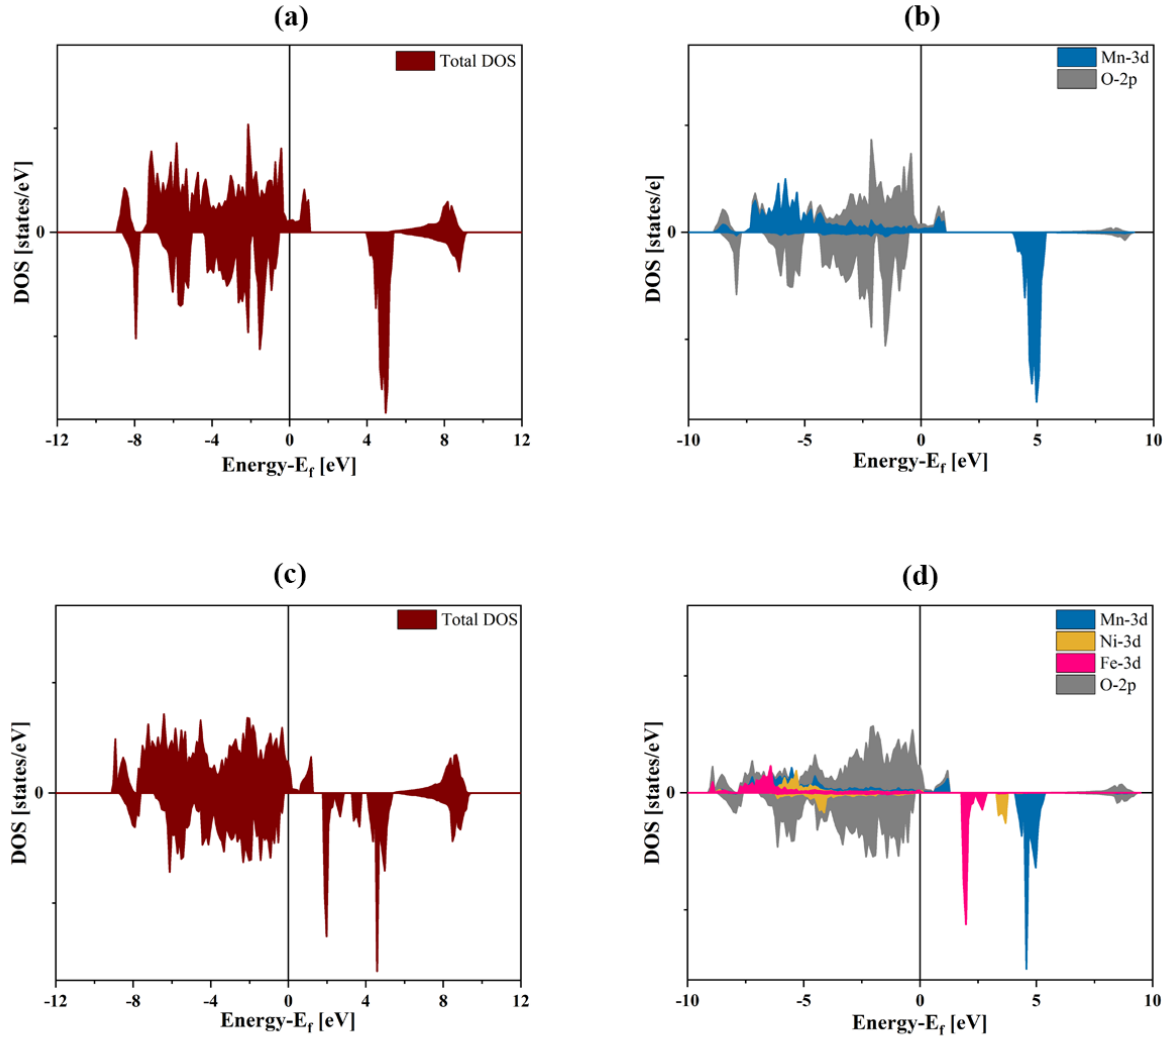 (a)
Total DOS
DOS [states/eV]
0
-12 -8 -4 0 4 8 12
Energy-Ef [eV]
(b)
Mn-3d
O-2p
DOS [states/e]
0
-10 -5 0 5 10
Energy-Ef [eV]
(c)
Total DOS
DOS [states/eV]
0
-12 -8 -4 0 4 8 12
Energy-Ef [eV]
(d)
Mn-3d
Ni-3d
Fe-3d
O-2p
DOS [states/eV]
0
-10 -5 0 5 10
Energy-Ef [eV]